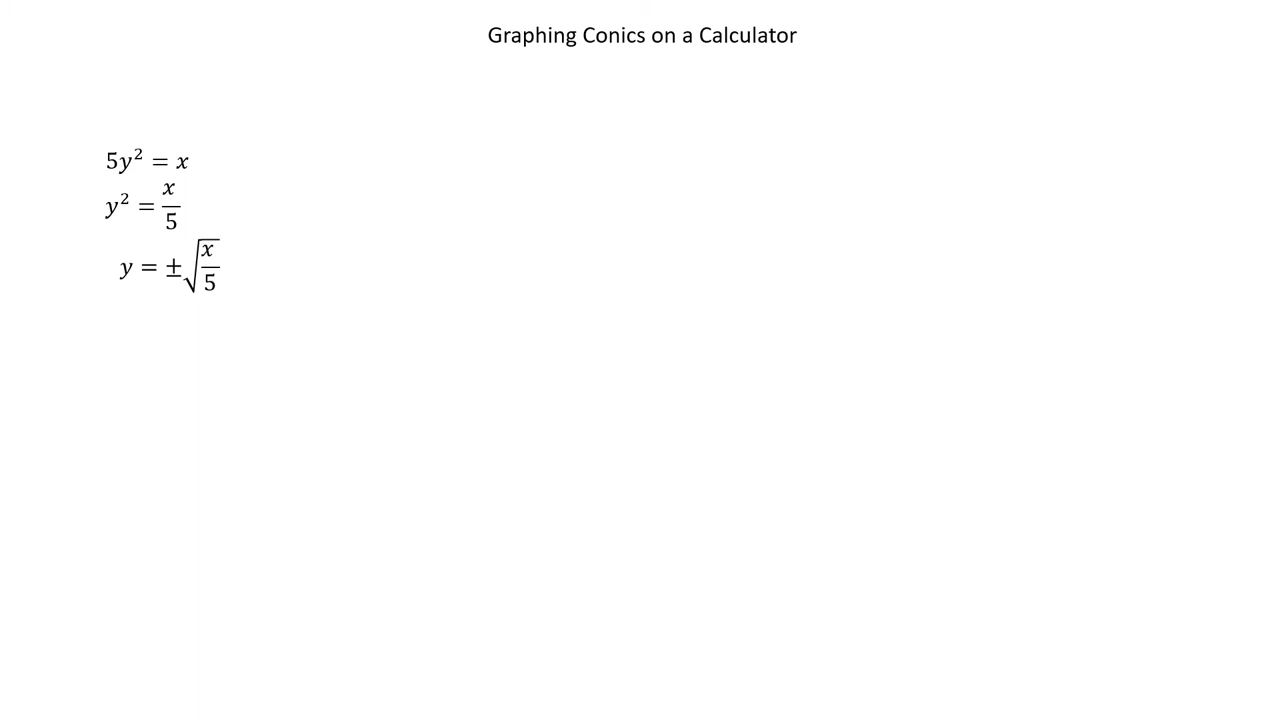 Graphing Conics on a Calculator
5y² = x
y² = x/5
y = ±√(x/5)